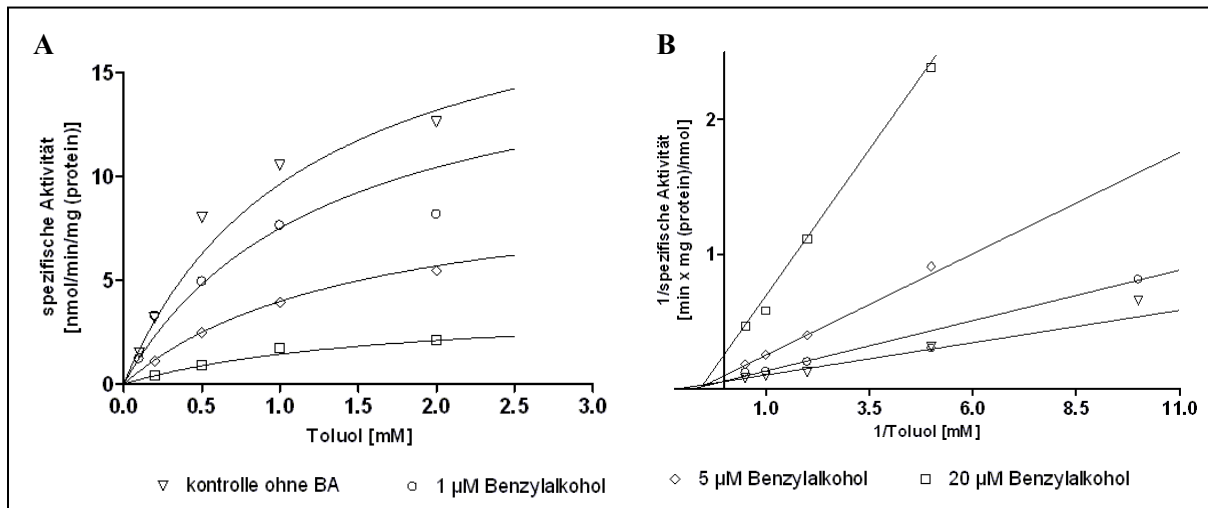 A
spezifische Aktivität
[nmol/min/mg (protein)]
15
10
5
0
0.0 0.5 1.0 1.5 2.0 2.5 3.0
Toluol [mM]
B
1/spezifische Aktivität
[min x mg (protein)/nmol]
2
1
1.0 3.5 6.0 8.5 11.0
1/Toluol [mM]
kontrolle ohne BA
1 µM Benzylalkohol
5 µM Benzylalkohol
20 µM Benzylalkohol